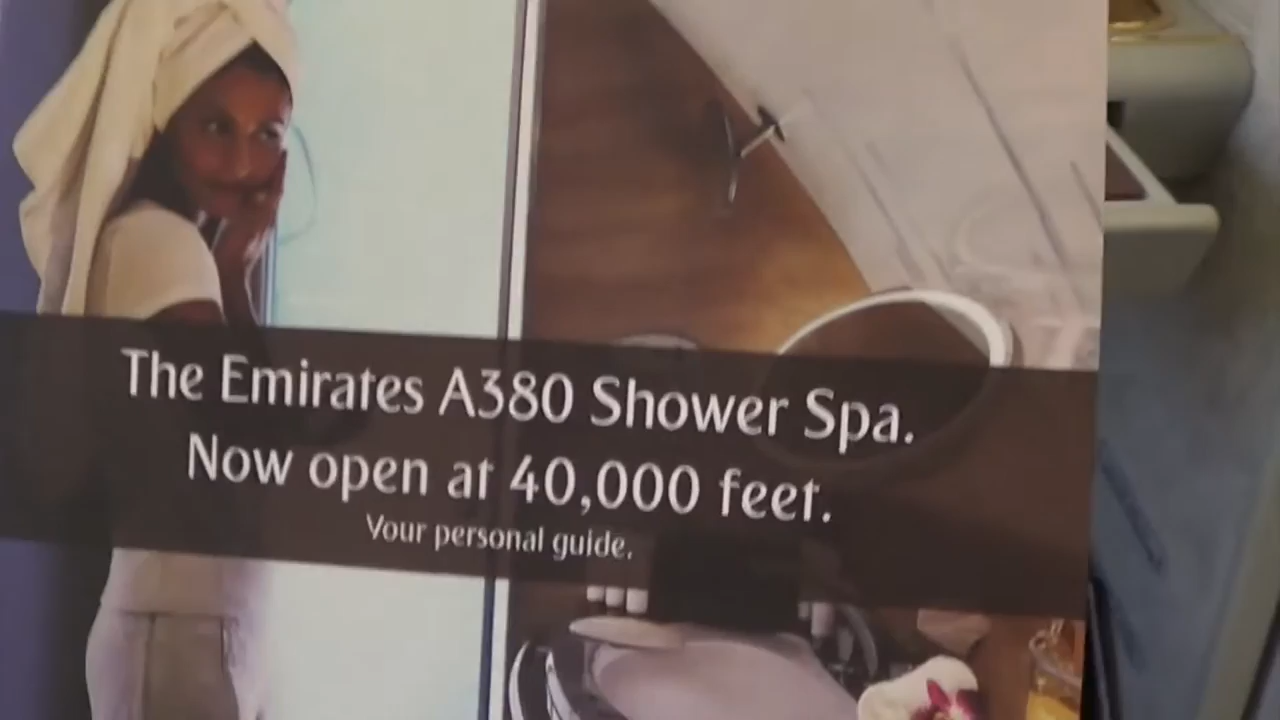 The Emirates A380 Shower Spa.
Now open at 40,000 feet.
Your personal guide.